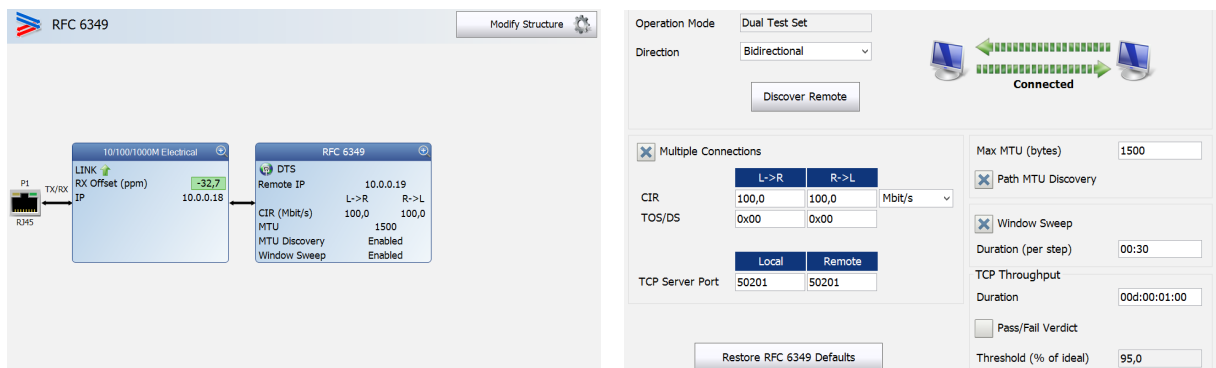 RFC 6349
Modify Structure
10/100/1000M Electrical
LINK
RX Offset (ppm) -32,7
IP 10.0.0.18
P1
TX/RX
RJ45
RFC 6349
DTS
Remote IP 10.0.0.19
L->R R->L
CIR (Mbit/s) 100,0 100,0
MTU 1500
MTU Discovery Enabled
Window Sweep Enabled
Operation Mode Dual Test Set
Direction Bidirectional
Discover Remote
Connected
Multiple Connections
L->R R->L
CIR 100,0 100,0 Mbit/s
TOS/DS 0x00 0x00
Local Remote
TCP Server Port 50201 50201
Restore RFC 6349 Defaults
Max MTU (bytes) 1500
Path MTU Discovery
Window Sweep
Duration (per step) 00:30
TCP Throughput
Duration 00d:00:01:00
Pass/Fail Verdict
Threshold (% of ideal) 95,0